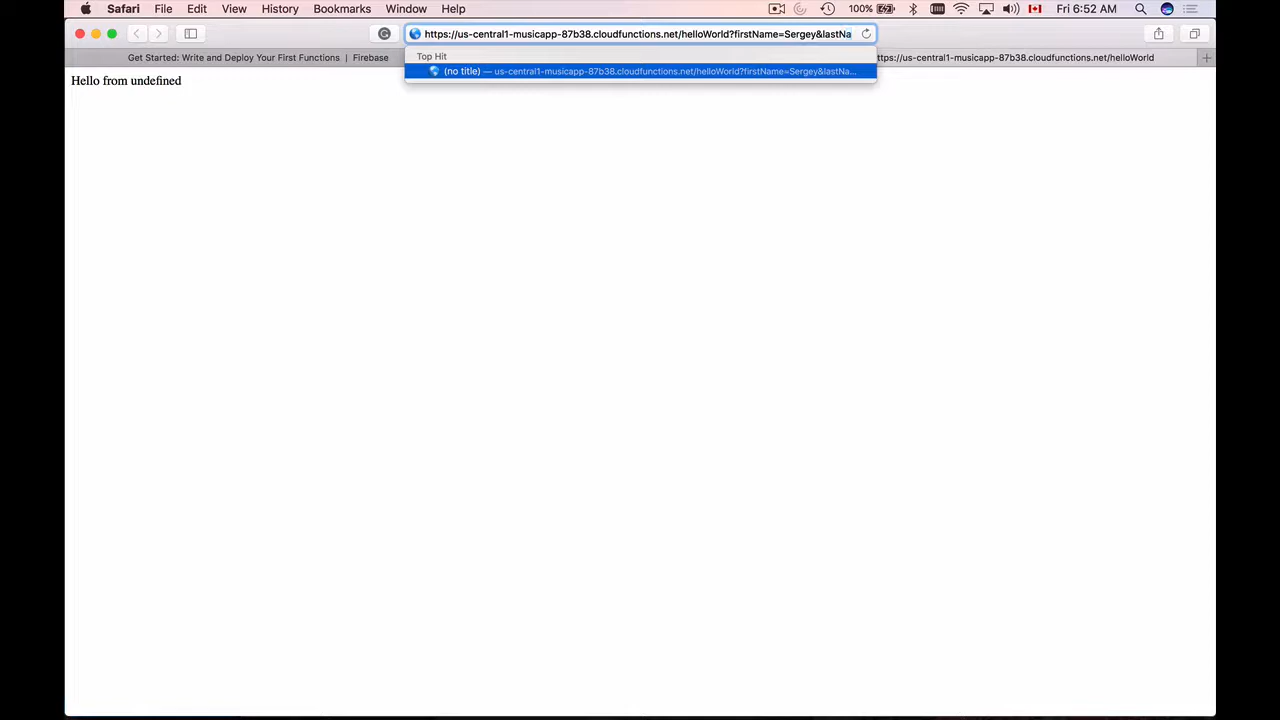 Safari File Edit View History Bookmarks Window Help 100% Fri 6:52 AM
https://us-central1-musicapp-87b38.cloudfunctions.net/helloWorld?firstName=Sergey&lastNa
Get Started: Write and Deploy Your First Functions | Firebase
Top Hit
ttps://us-central1-musicapp-87b38.cloudfunctions.net/helloWorld
(no title) — us-central1-musicapp-87b38.cloudfunctions.net/helloWorld?firstName=Sergey&lastNa...
Hello from undefined